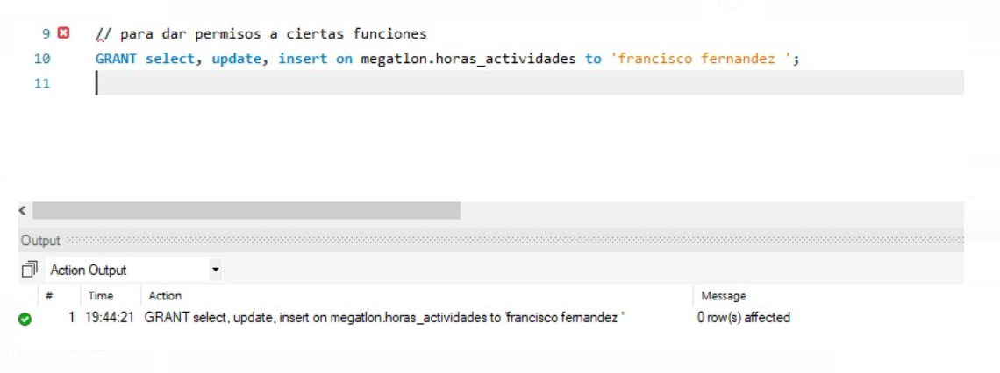 9 // para dar permisos a ciertas funciones
10 GRANT select, update, insert on megatlon.horas_actividades to 'francisco fernandez ';
11
Output
Action Output
# Time Action Message
1 19:44:21 GRANT select, update, insert on megatlon.horas_actividades to 'francisco fernandez ' 0 row(s) affected